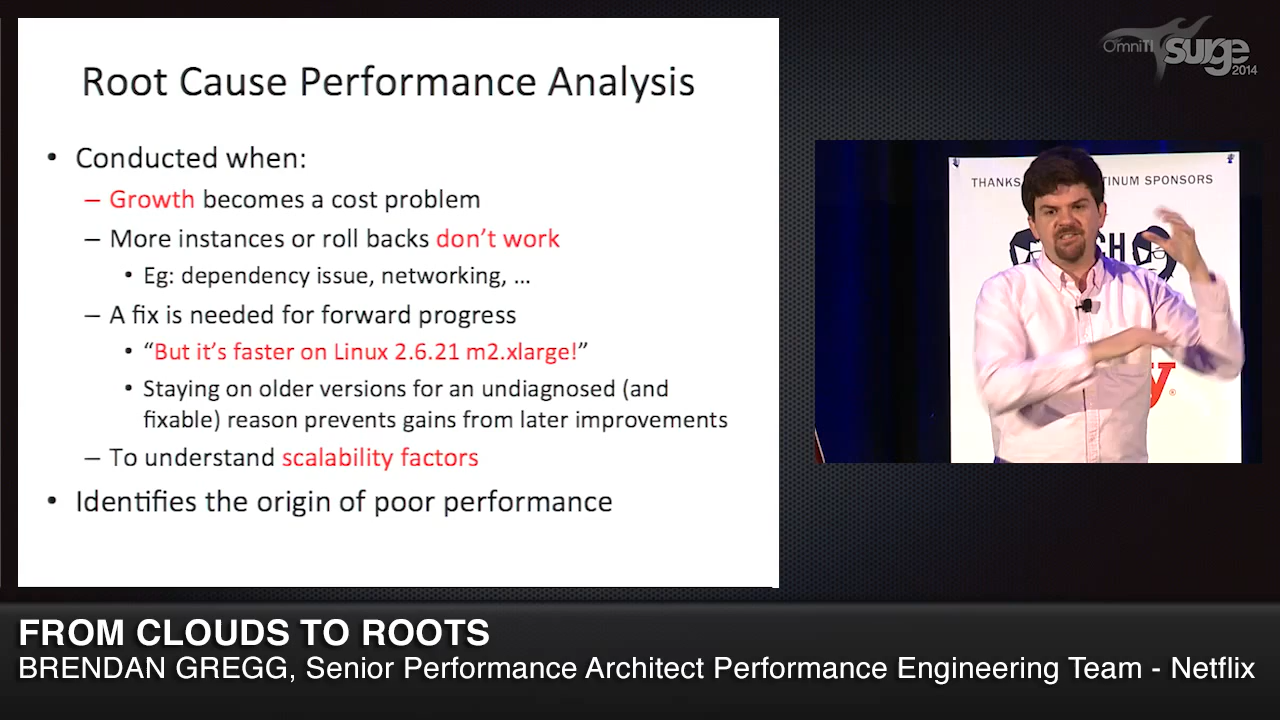 Root Cause Performance Analysis
• Conducted when:
– Growth becomes a cost problem
– More instances or roll backs don't work
• Eg: dependency issue, networking, …
– A fix is needed for forward progress
• “But it's faster on Linux 2.6.21 m2.xlarge!”
• Staying on older versions for an undiagnosed (and
fixable) reason prevents gains from later improvements
– To understand scalability factors
• Identifies the origin of poor performance
OmniTI surge 2014
THANKS
TINUM SPONSORS
FROM CLOUDS TO ROOTS
BRENDAN GREGG, Senior Performance Architect Performance Engineering Team - Netflix